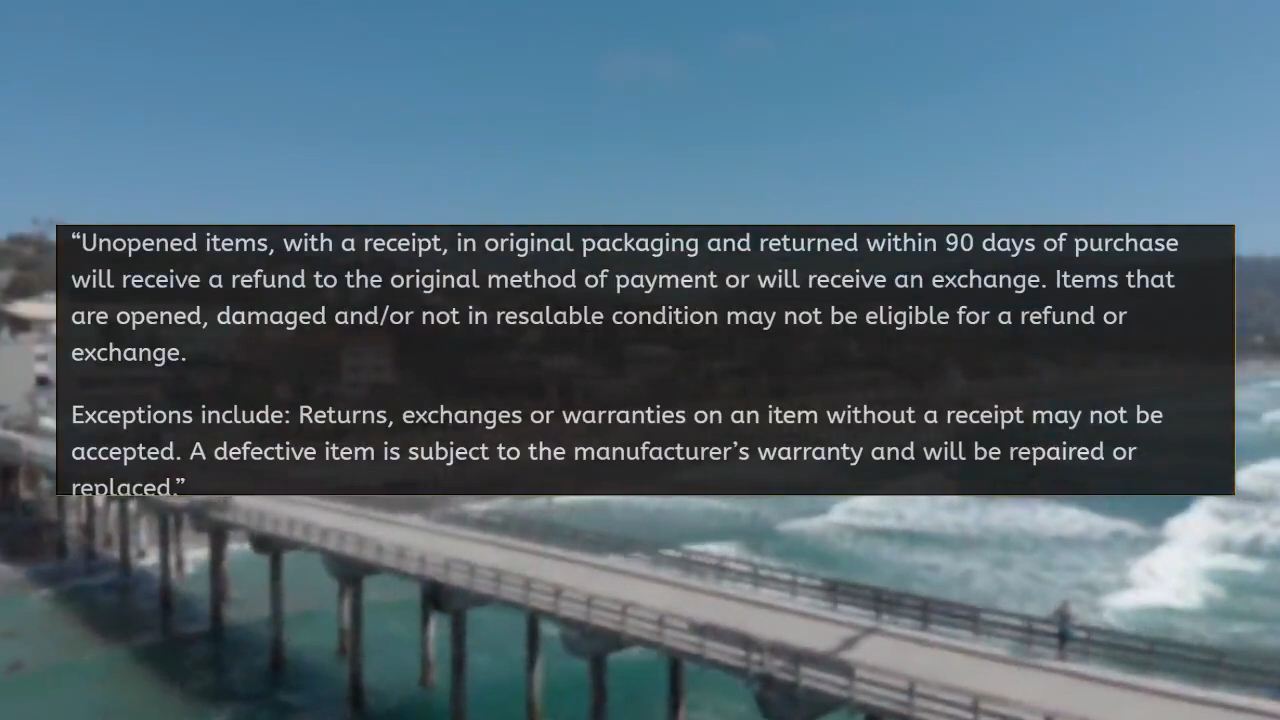 “Unopened items, with a receipt, in original packaging and returned within 90 days of purchase
will receive a refund to the original method of payment or will receive an exchange. Items that
are opened, damaged and/or not in resalable condition may not be eligible for a refund or
exchange.
Exceptions include: Returns, exchanges or warranties on an item without a receipt may not be
accepted. A defective item is subject to the manufacturer’s warranty and will be repaired or
replaced.”